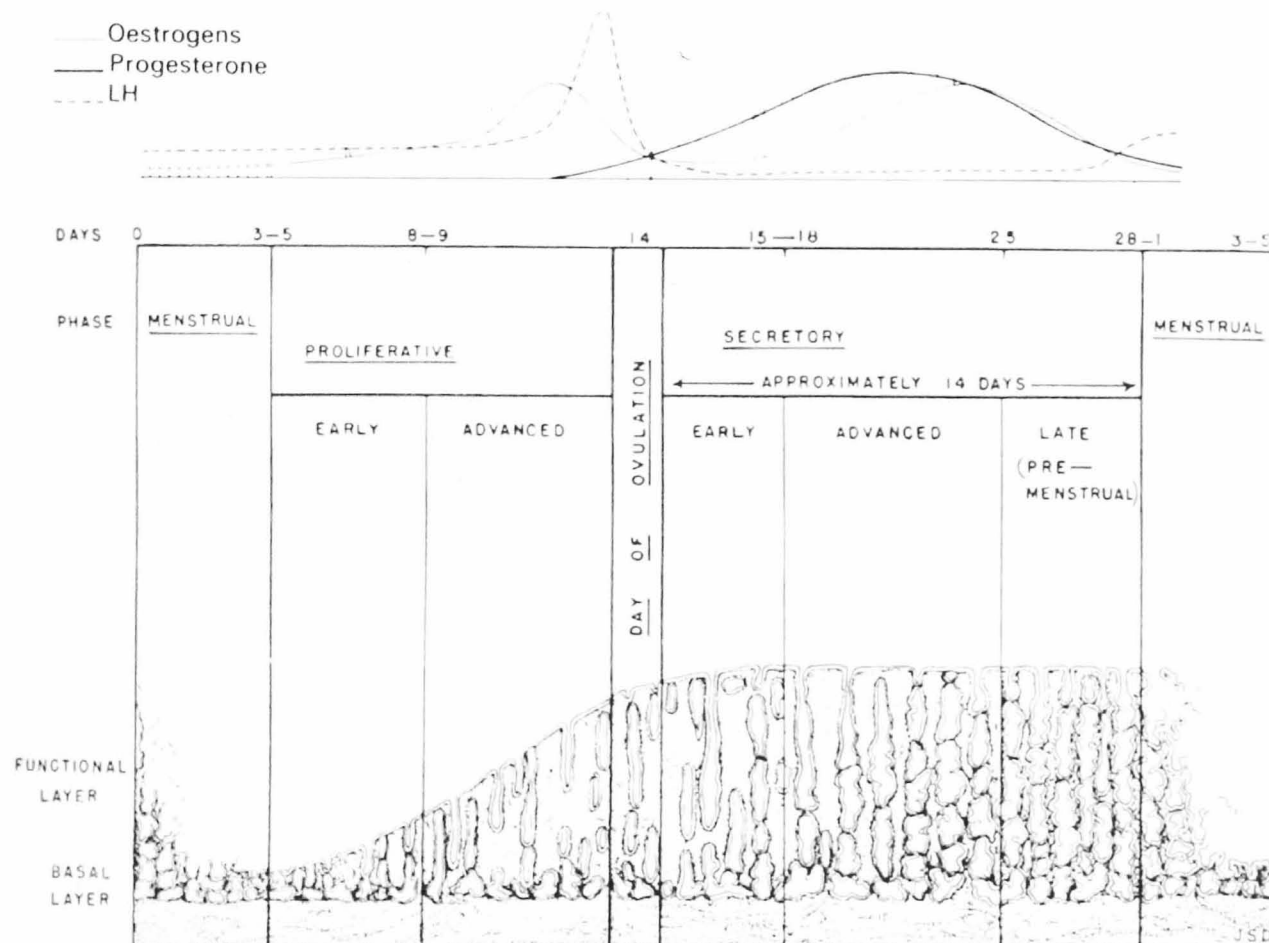 Oestrogens
Progesterone
LH
DAYS 0 3-5 8-9 14 15-18 25 28-1 3-5
PHASE MENSTRUAL PROLIFERATIVE SECRETORY MENSTRUAL
APPROXIMATELY 14 DAYS
EARLY ADVANCED EARLY ADVANCED LATE
(PRE-
MENSTRUAL)
DAY OF OVULATION
FUNCTIONAL
LAYER
BASAL
LAYER